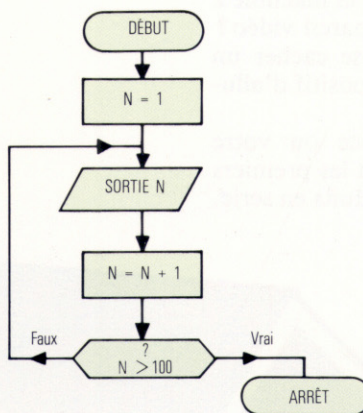 DÉBUT
N = 1
SORTIE N
N = N + 1
?
N > 100
Faux
Vrai
ARRÊT